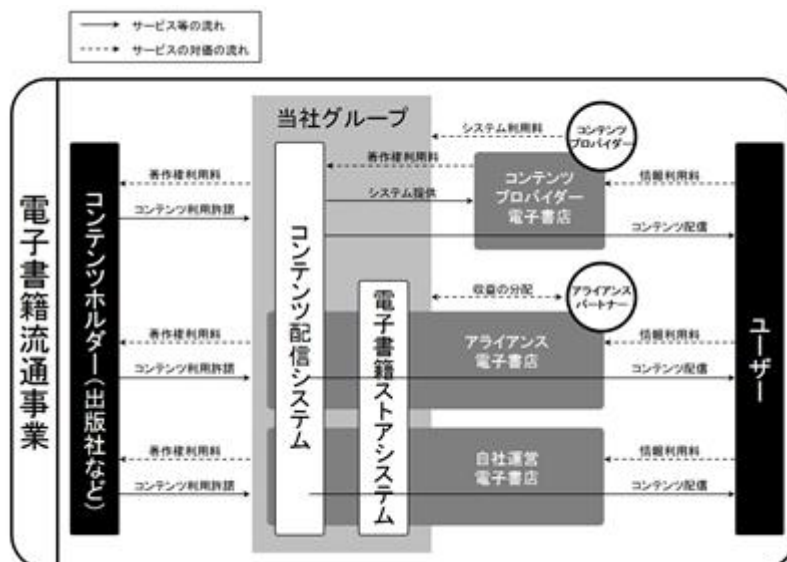 サービス等の流れ
サービスの対価の流れ
電子書籍流通事業
コンテンツホルダー(出版社など)
当社グループ
コンテンツ配信システム
電子書籍ストアシステム
ユーザー
システム利用料
コンテンツ
プロバイダー
著作権利用料
著作権利用料
コンテンツ
プロバイダー
電子書店
情報利用料
コンテンツ利用許諾
システム提供
コンテンツ配信
収益の分配
アライアンス
パートナー
著作権利用料
アライアンス
電子書店
情報利用料
コンテンツ利用許諾
コンテンツ配信
著作権利用料
自社運営
電子書店
情報利用料
コンテンツ利用許諾
コンテンツ配信